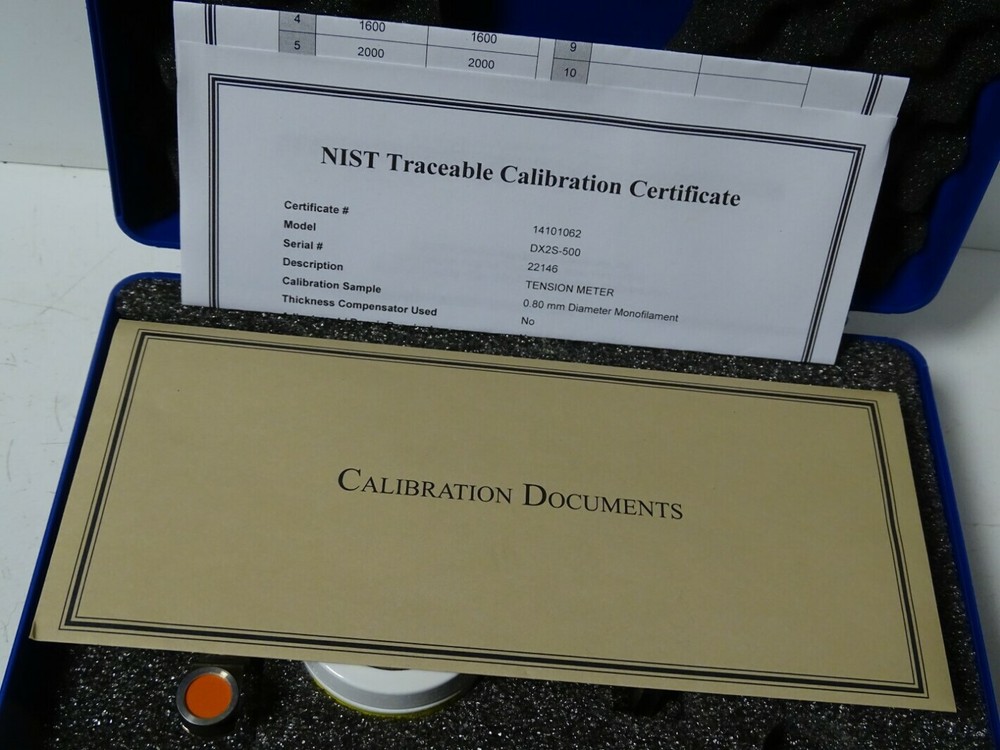 4 1600 1600 9
5 2000 2000 10
NIST Traceable Calibration Certificate
Certificate # 14101062
Model DX2S-500
Serial # 22146
Description TENSION METER
Calibration Sample 0.80 mm Diameter Monofilament
Thickness Compensator Used No
CALIBRATION DOCUMENTS